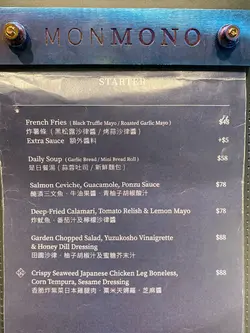 MONMONO
STARTER
French Fries ( Black Truffle Mayo / Roasted Garlic Mayo )
炸薯條 ( 黑松露沙律醬 / 烤蒜沙律醬 )
Extra Sauce 額外醬料 +$5
Daily Soup ( Garlic Bread / Mini Bread Roll ) $58
是日餐湯 ( 蒜蓉吐司 / 新鮮麵包 )
Salmon Ceviche, Guacamole, Ponzu Sauce $78
醃漬三文魚、牛油果醬、青柚子胡椒酸汁
Deep-Fried Calamari, Tomato Relish & Lemon Mayo $78
炸魷魚、番茄汁及檸檬沙律醬
Garden Chopped Salad, Yuzukosho Vinaigrette $88
& Honey Dill Dressing
田園沙律、柚子胡椒汁及蜜糖芥末汁
Crispy Seaweed Japanese Chicken Leg Boneless, $88
Corn Tempura, Sesame Dressing
香脆炸紫菜日本雞腿肉、粟米天婦羅、芝麻醬